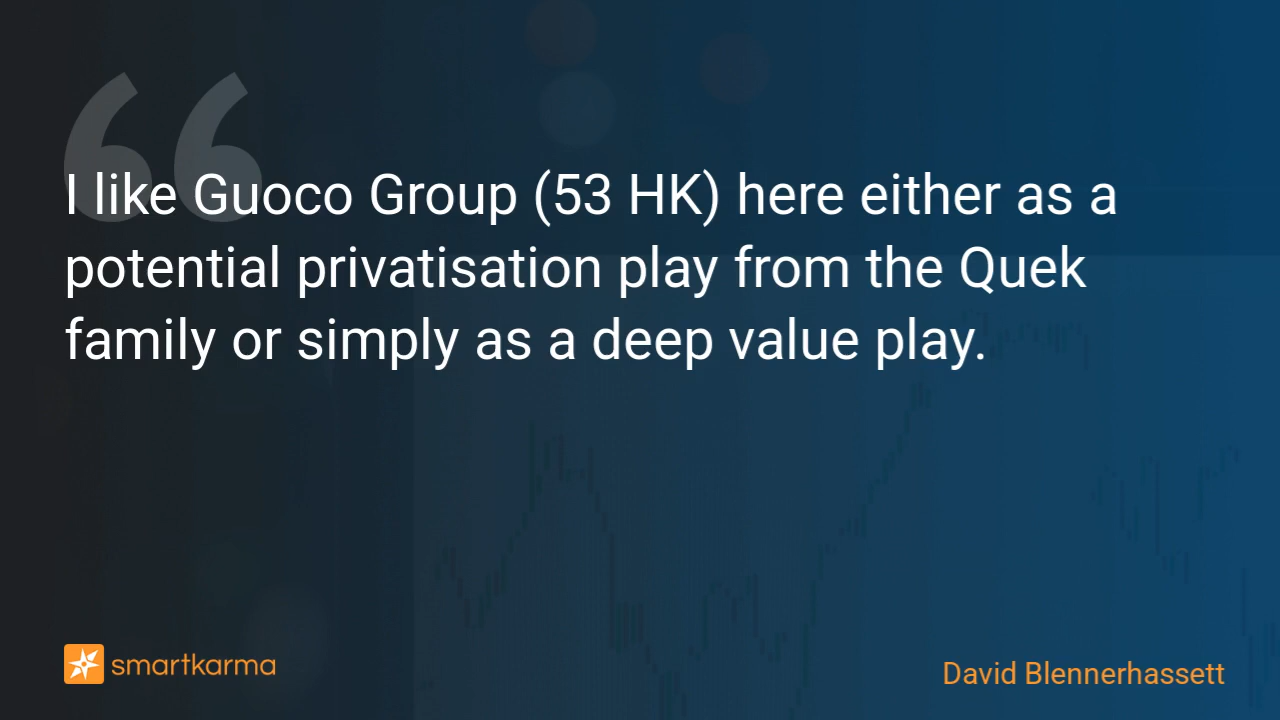 “
I like Guoco Group (53 HK) here either as a
potential privatisation play from the Quek
family or simply as a deep value play.
smartkarma
David Blennerhassett